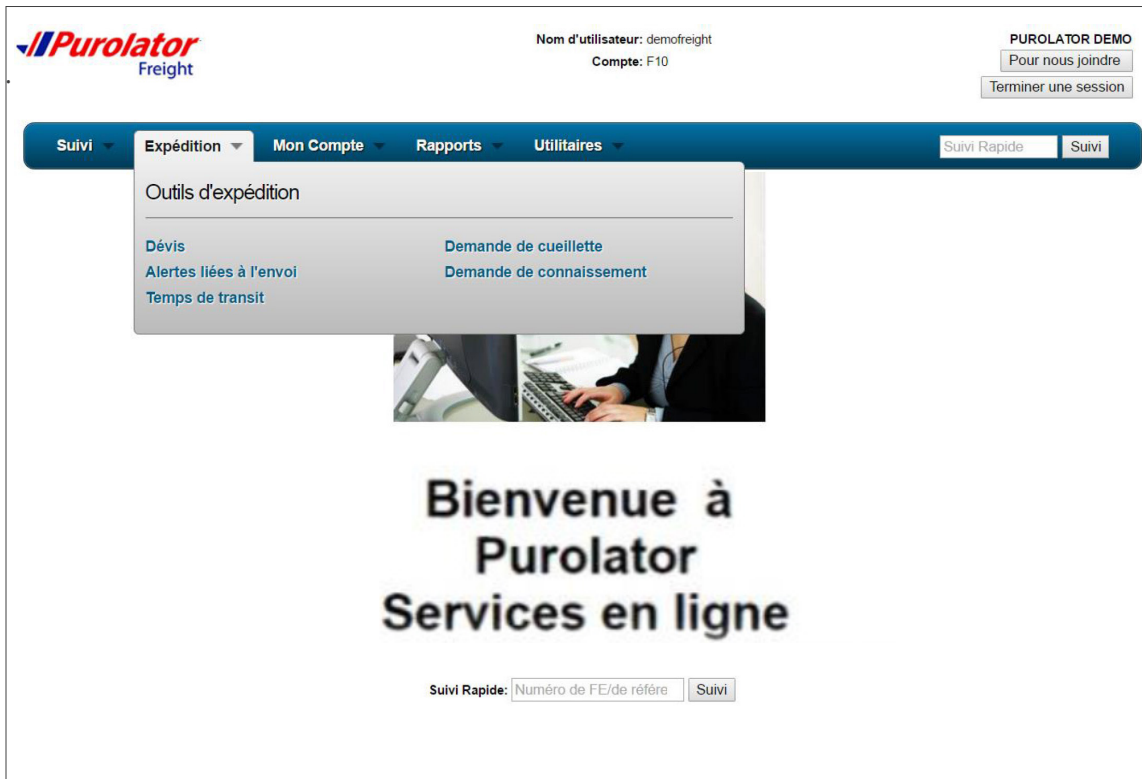 Purolator
Freight
Nom d'utilisateur: demofreight
Compte: F10
PUROLATOR DEMO
Pour nous joindre
Terminer une session
Suivi Expédition Mon Compte Rapports Utilitaires Suivi Rapide Suivi
Outils d'expédition
Dévis Demande de cueillette
Alertes liées à l'envoi Demande de connaissement
Temps de transit
Bienvenue à
Purolator
Services en ligne
Suivi Rapide: Numéro de FE/de référe Suivi